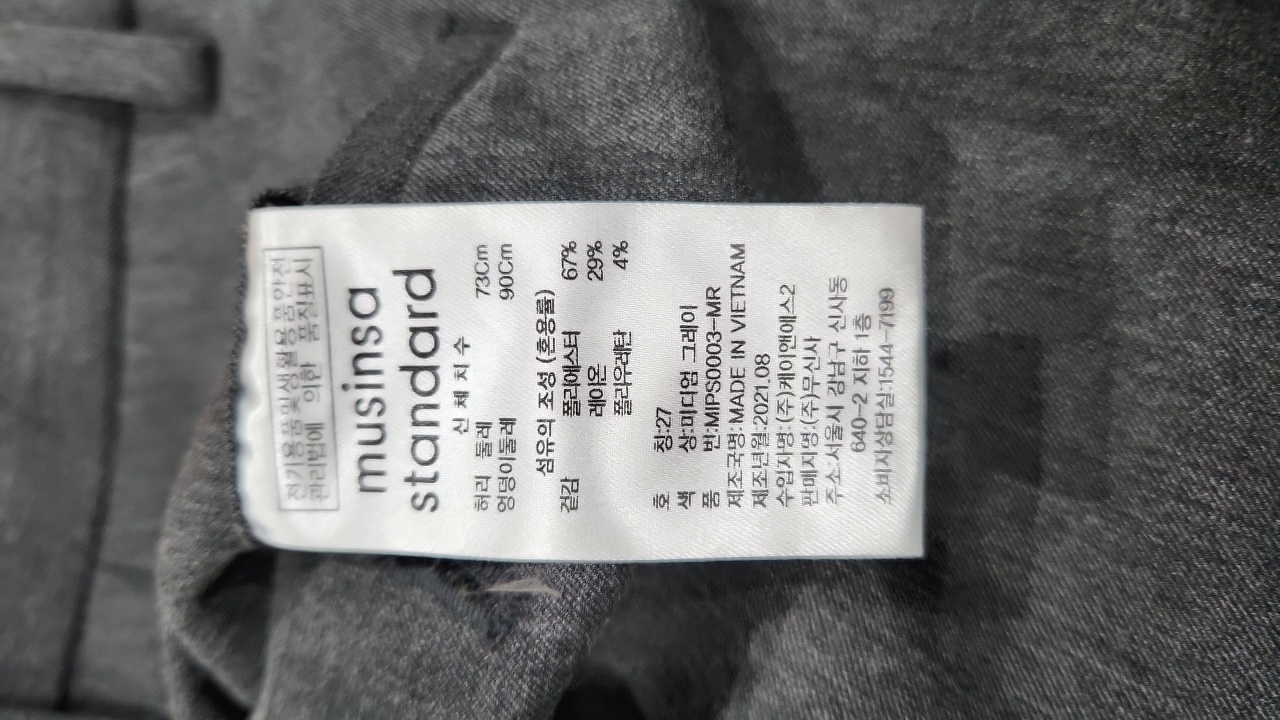 전기용품및생활용품안전
관리법에 의한 품질표시
musinsa
standard
신 체 치 수
허리 둘레 73Cm
엉덩이둘레 90Cm
섬유의 조성 (혼용률)
겉감 폴리에스터 67%
레이온 29%
폴리우레탄 4%
호 칭:27
색 상:미디엄 그레이
품 번:MIPS0003-MR
제조국명:MADE IN VIETNAM
제조년월:2021.08
수입자명:(주)케이앤에스2
판매자명:(주)무신사
주소:서울시 강남구 신사동
640-2 지하 1층
소비자상담실:1544-7199